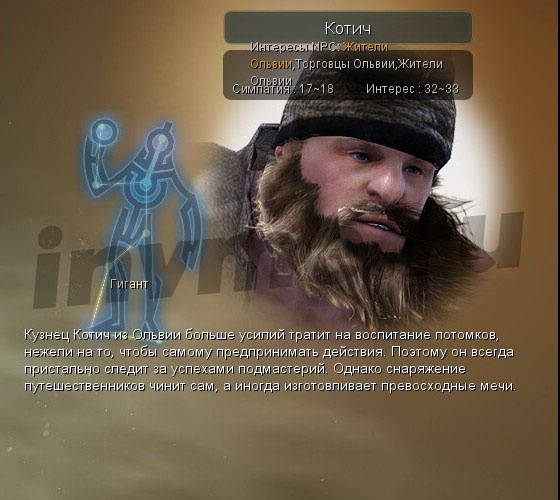 Котич
Интересы NPC: Жители
Ольвии,Торговцы Ольвии,Жители
Ольвии
Симпатия : 17~18 Интерес : 32~33
Гигант
Кузнец Котич из Ольвии больше усилий тратит на воспитание потомков,
нежели на то, чтобы самому предпринимать действия. Поэтому он всегда
пристально следит за успехами подмастерий. Однако снаряжение
путешественников чинит сам, а иногда изготовливает превосходные мечи.